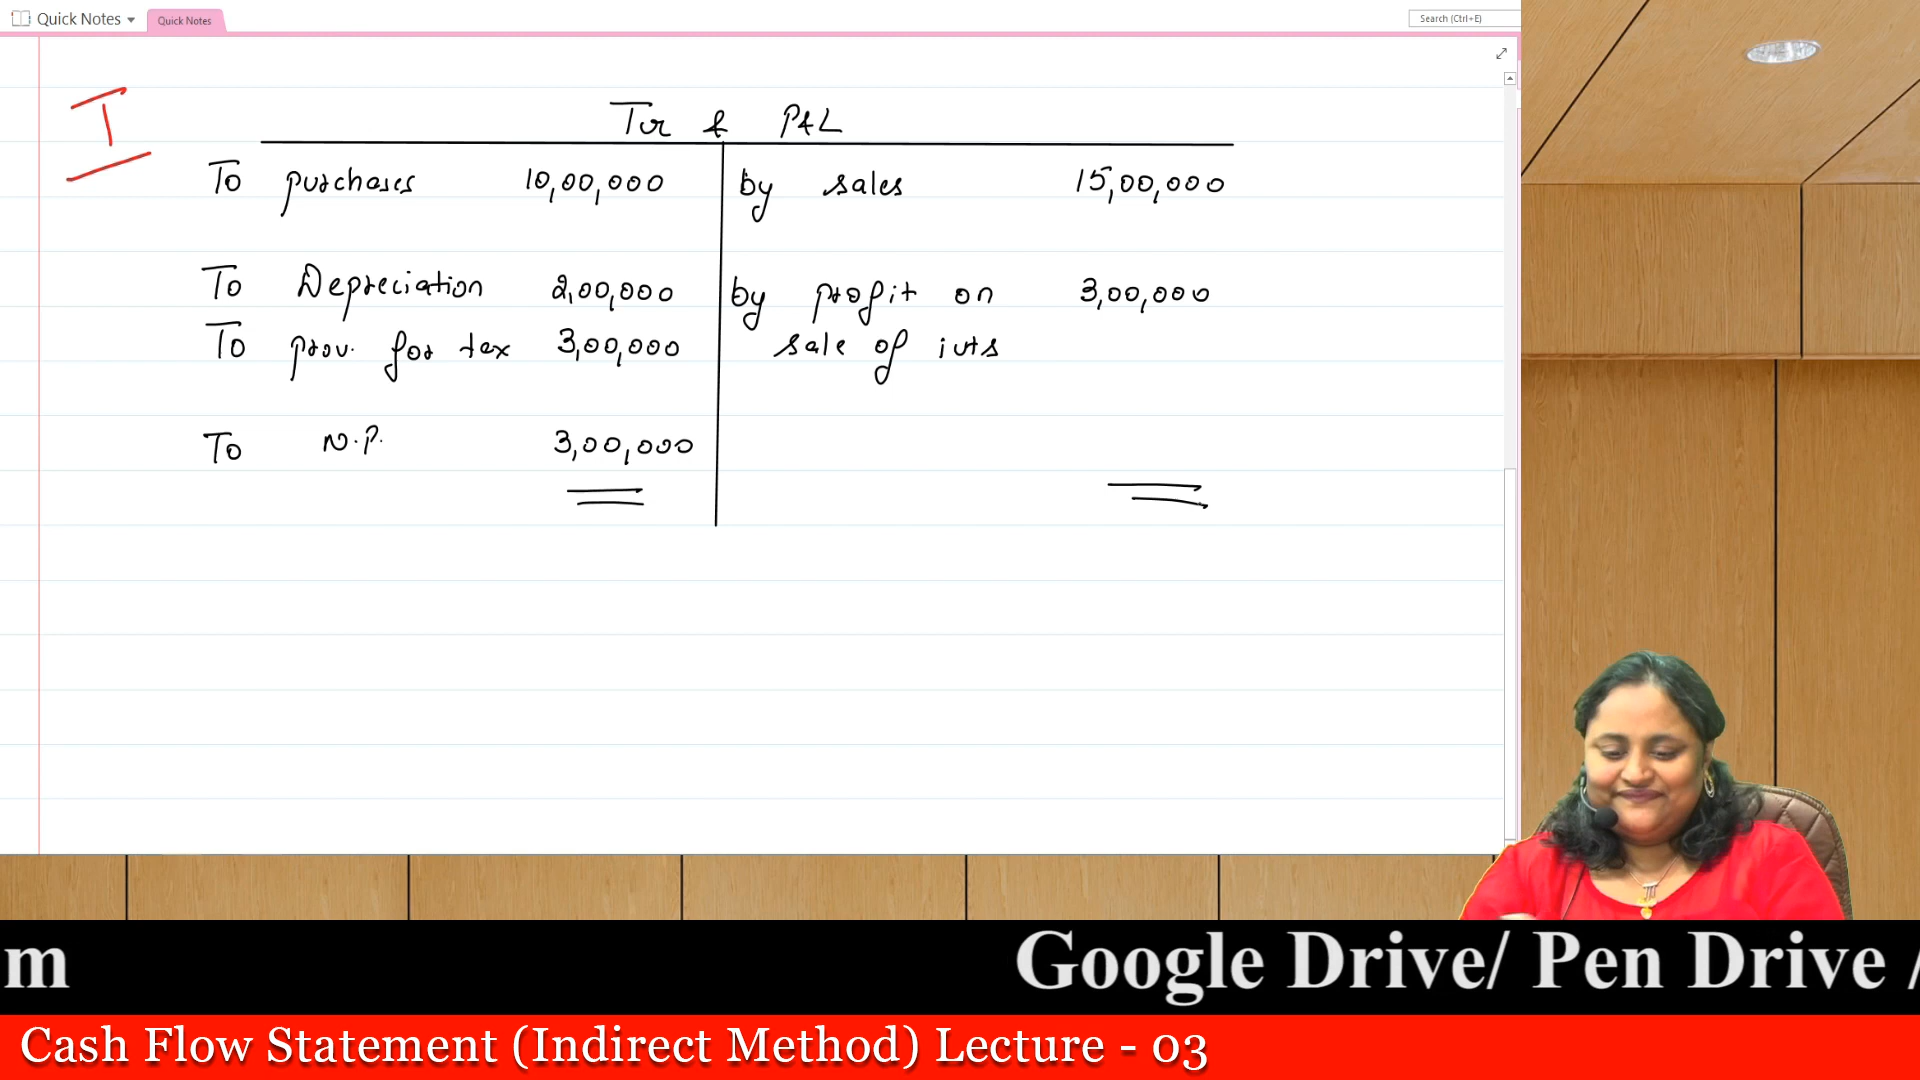 Quick Notes
Quick Notes
Search (Ctrl+E)
I
Tr & P&L
To purchases 10,00,000 by sales 15,00,000
To Depreciation 2,00,000 by profit on 3,00,000
To prov. for tax 3,00,000 sale of ivts
To N.P. 3,00,000
m Google Drive/ Pen Drive /
Cash Flow Statement (Indirect Method) Lecture - 03